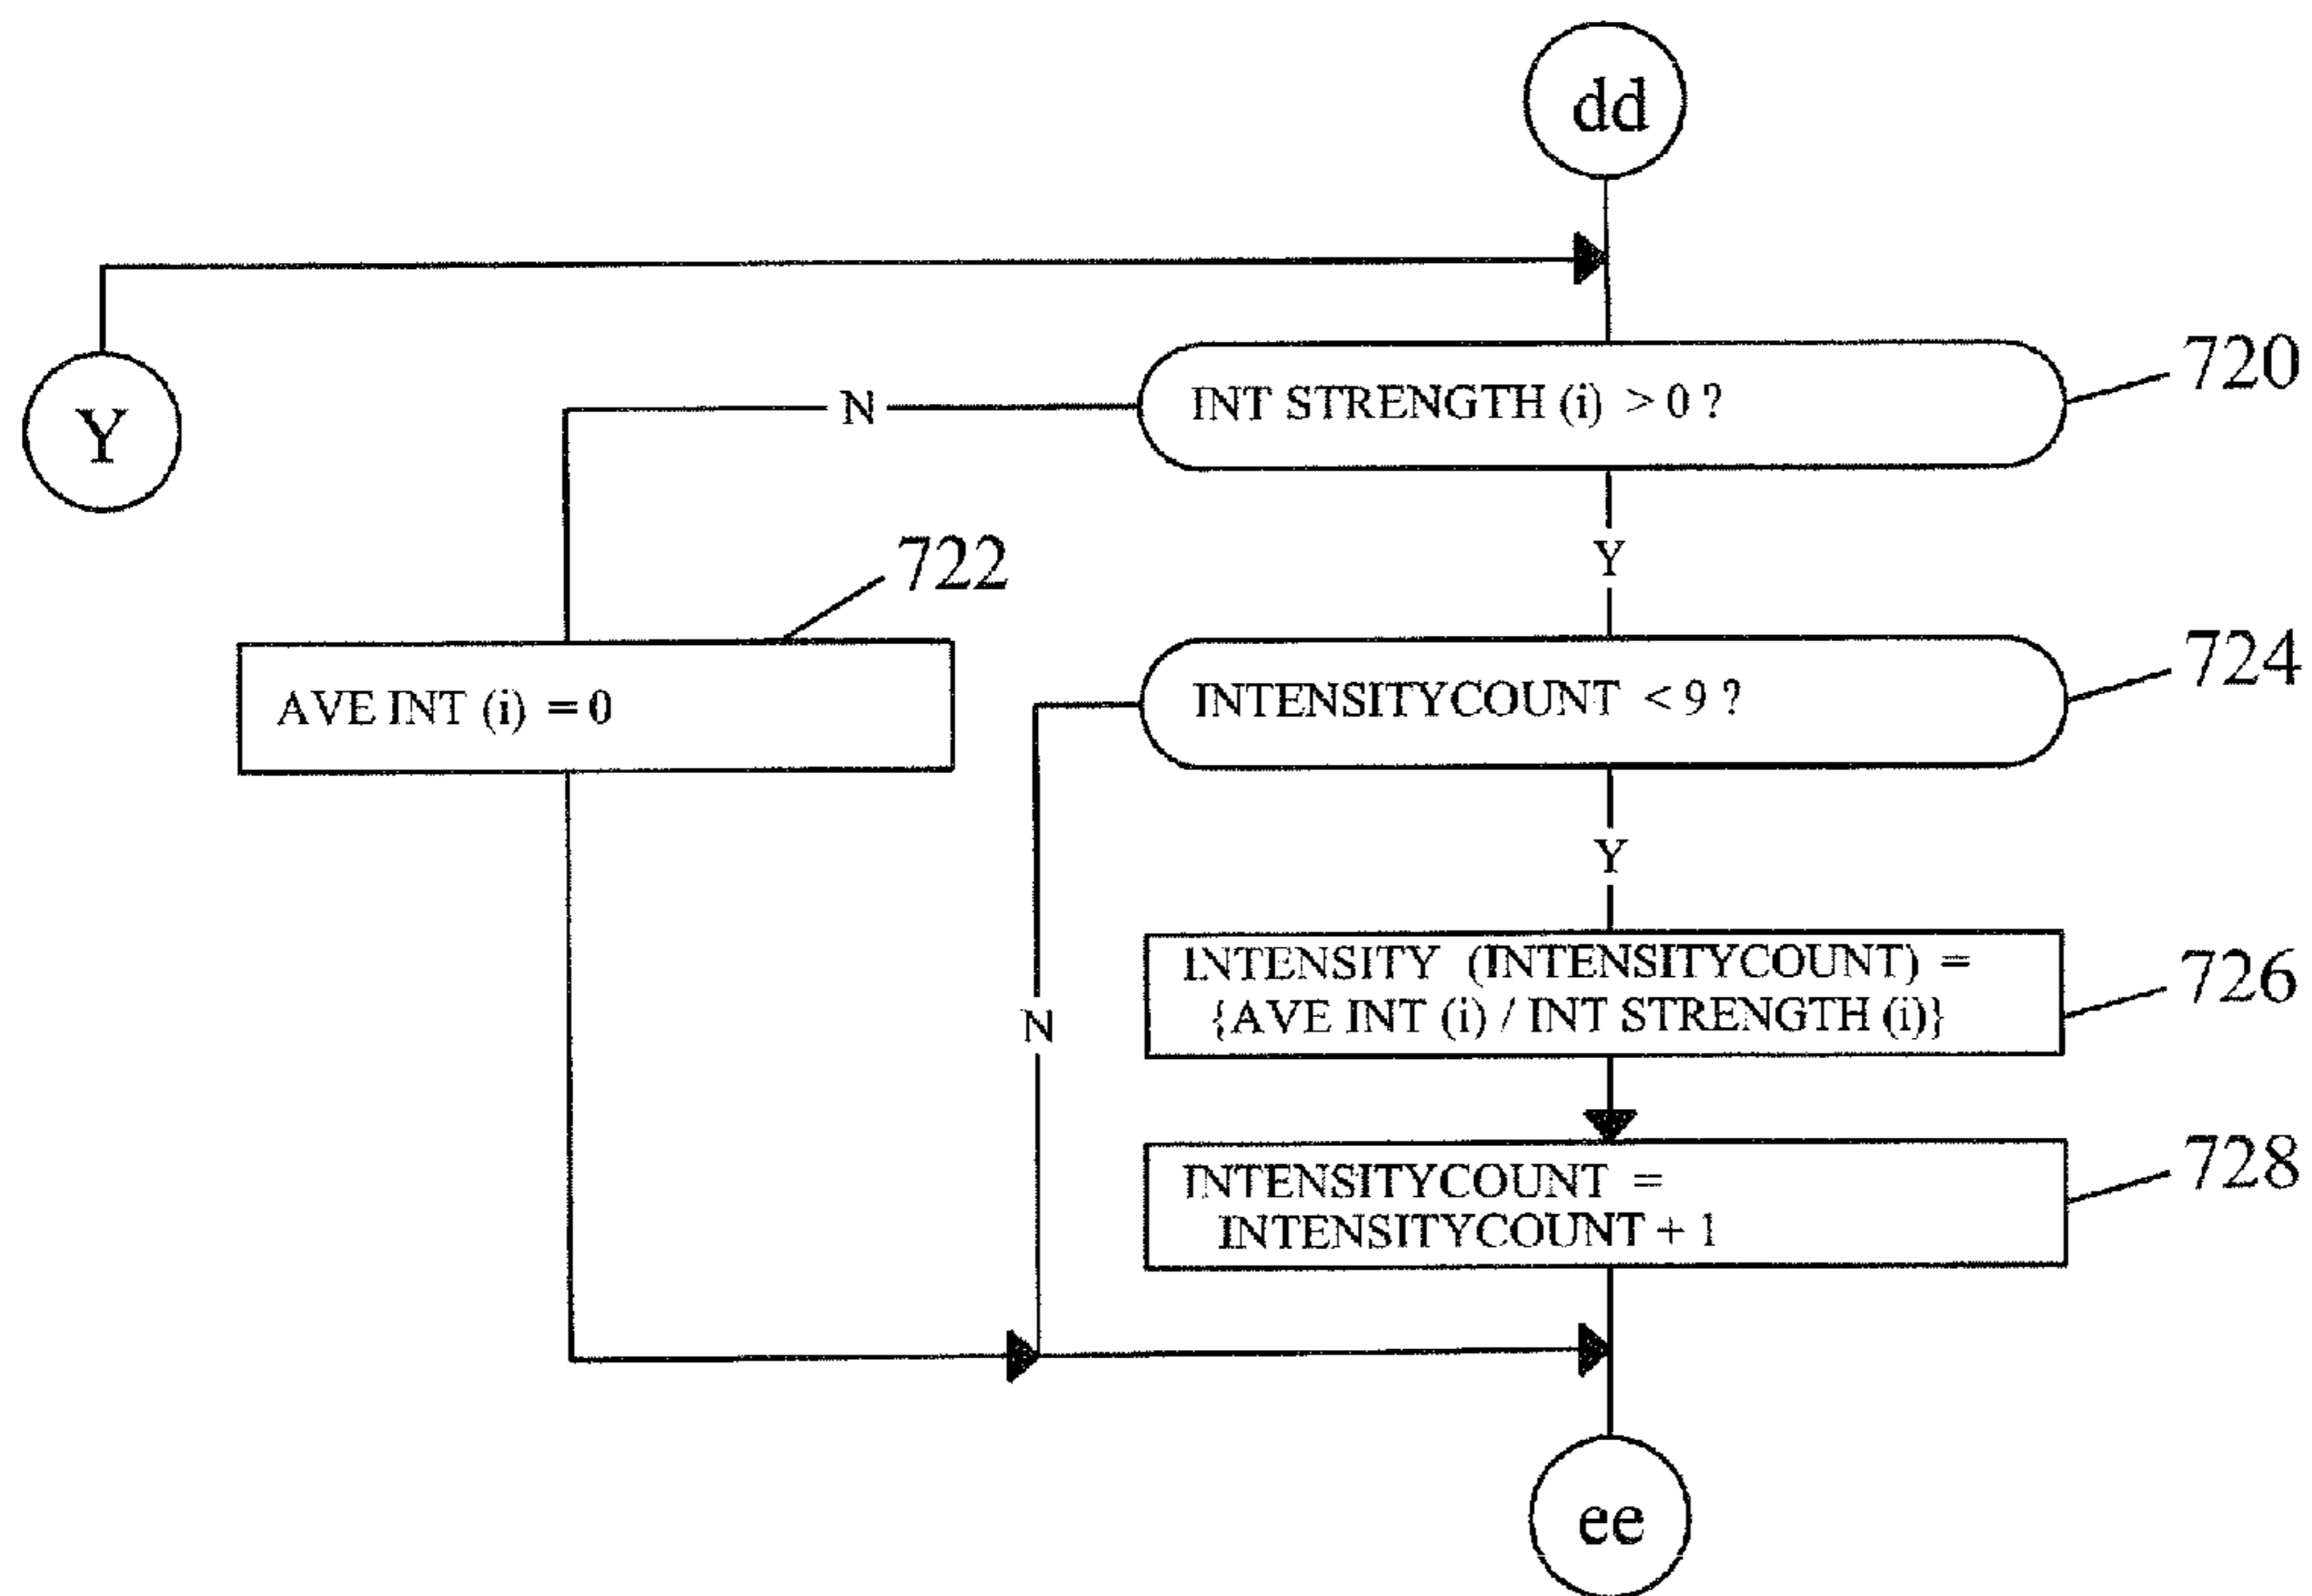 dd
Y
INT STRENGTH (i) > 0 ?
720
N
Y
722
AVE INT (i) = 0
INTENSITYCOUNT < 9 ?
724
N
Y
INTENSITY (INTENSITYCOUNT) =
{AVE INT (i) / INT STRENGTH (i)}
726
INTENSITYCOUNT =
INTENSITYCOUNT + 1
728
ee